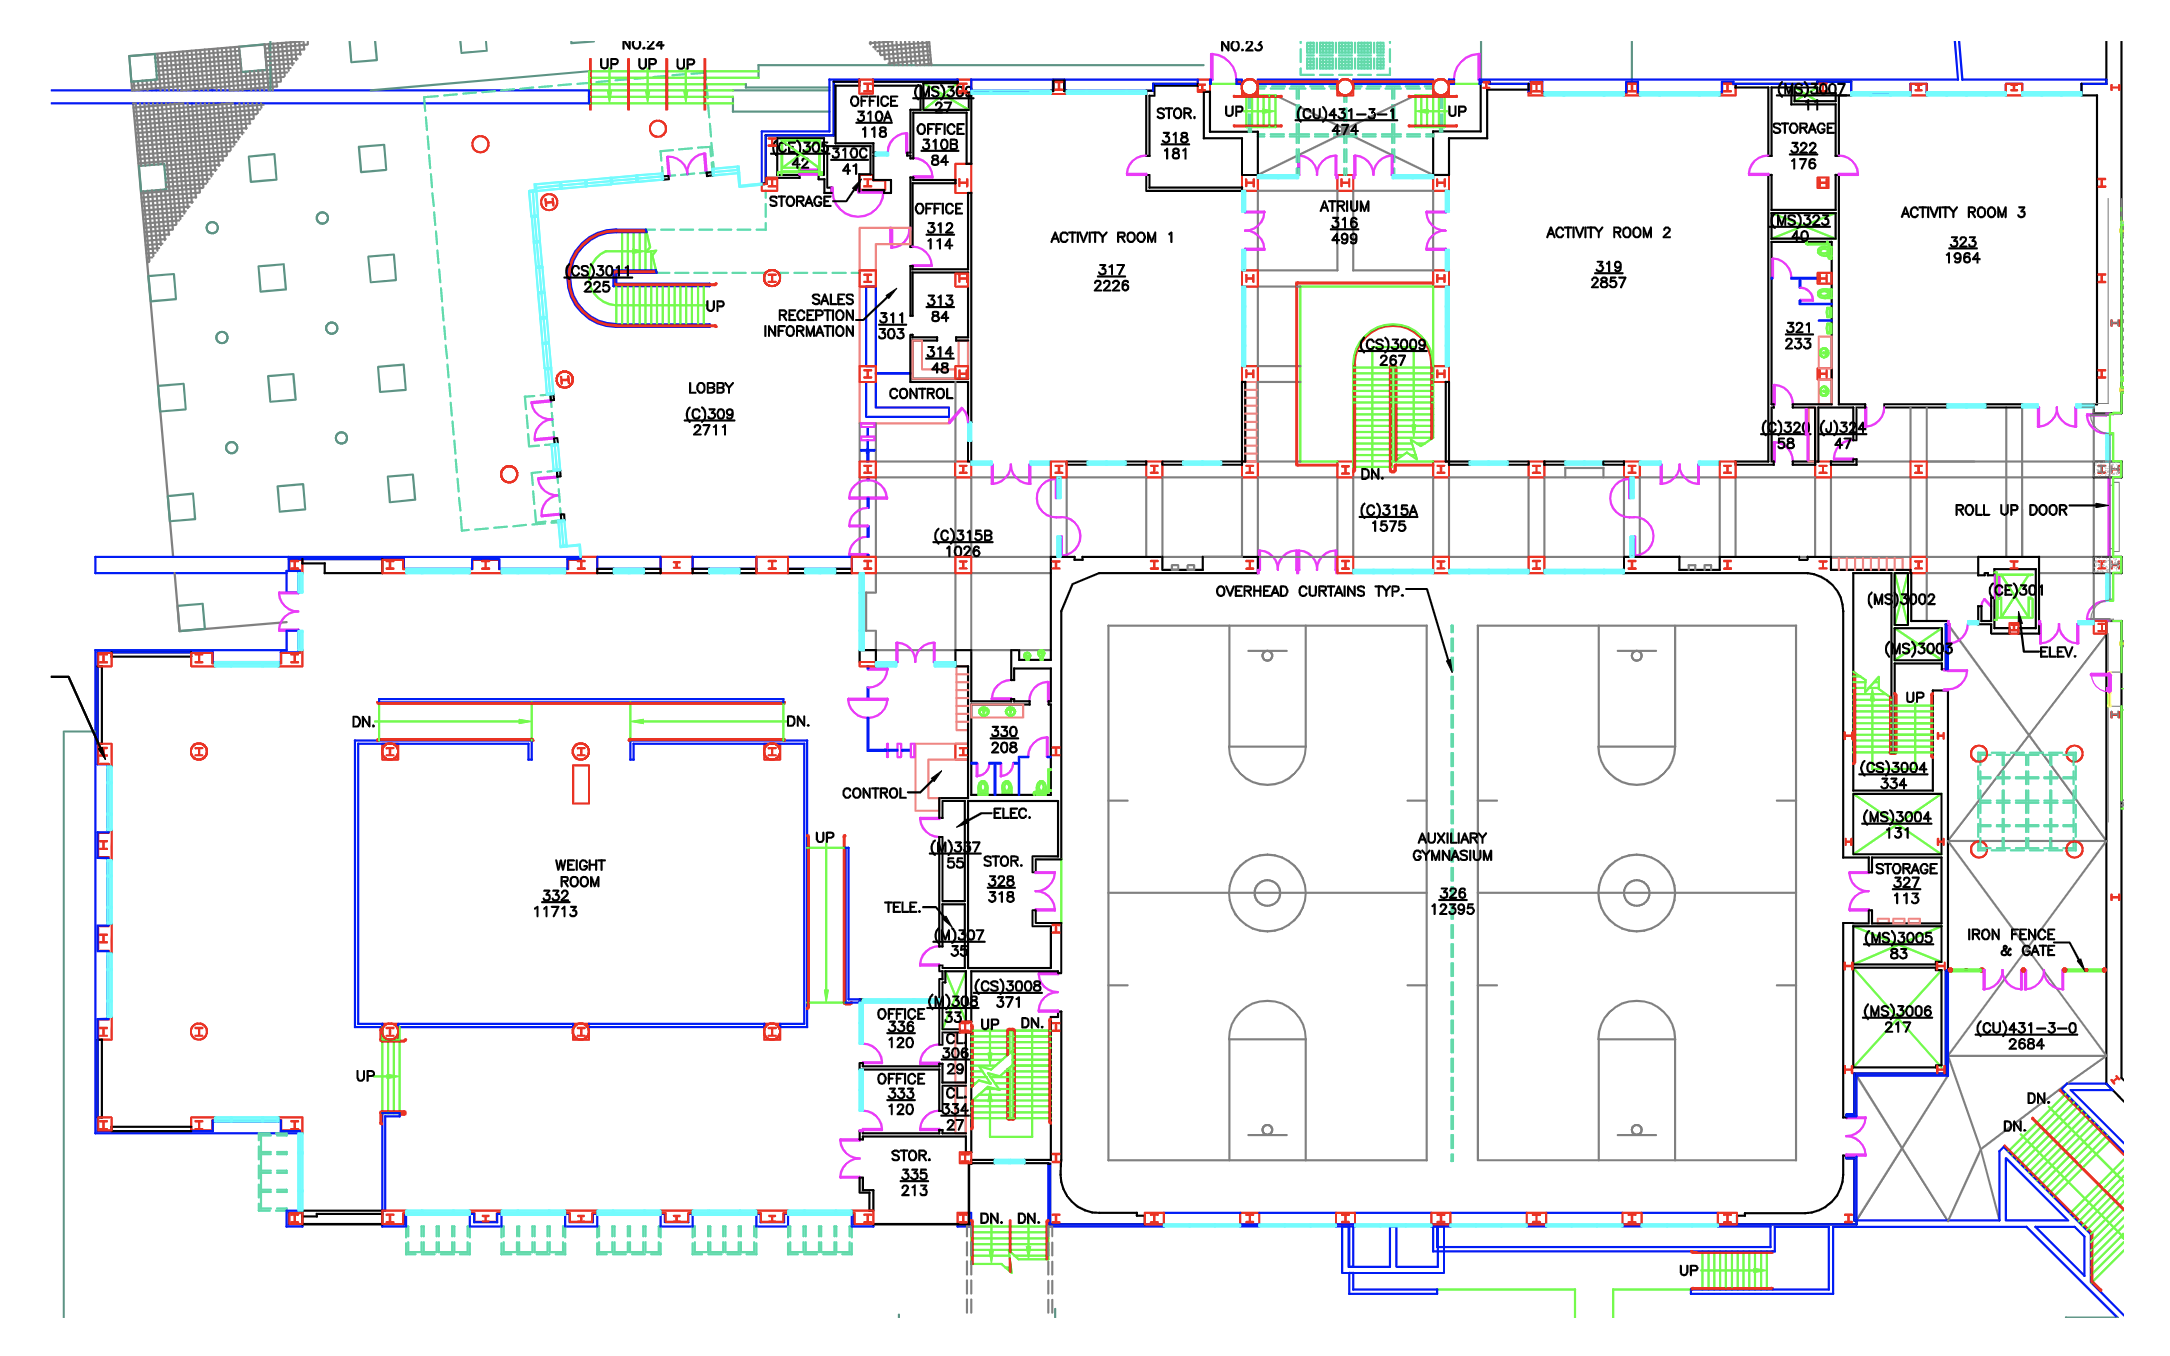 NO.24
NO.23
UP UP UP
OFFICE
310A
118
(MS)30
27
OFFICE
310B
84
(CE)305
42
310C
41
STORAGE
OFFICE
312
114
STOR.
318
181
UP
(CU)431-3-1
474
UP
(MS)3007
11
STORAGE
322
176
ATRIUM
316
499
ACTIVITY ROOM 1
317
2226
ACTIVITY ROOM 2
319
2857
(MS)323
40
ACTIVITY ROOM 3
323
1964
(CS)3011
225
UP
SALES
RECEPTION
INFORMATION
311
303
313
84
314
48
CONTROL
LOBBY
(C)309
2711
(CS)3009
267
DN.
321
233
(C)320
58
(J)324
47
(C)315B
1026
(C)315A
1575
ROLL UP DOOR
OVERHEAD CURTAINS TYP.
(MS)3002
(CE)301
(MS)3003
ELEV.
UP
DN.
DN.
330
208
CONTROL
ELEC.
(CS)3004
334
(MS)3004
131
UP
WEIGHT
ROOM
332
11713
(M)337
55
STOR.
328
318
AUXILIARY
GYMNASIUM
326
12395
STORAGE
327
113
TELE.
(M)307
35
(MS)3005
83
IRON FENCE
& GATE
(CS)3008
371
UP DN.
(M)308
33
OFFICE
336
120
CL.
306
29
(MS)3006
217
(CU)431-3-0
2684
UP
OFFICE
333
120
CL.
334
27
DN.
DN.
STOR.
335
213
DN. DN.
UP